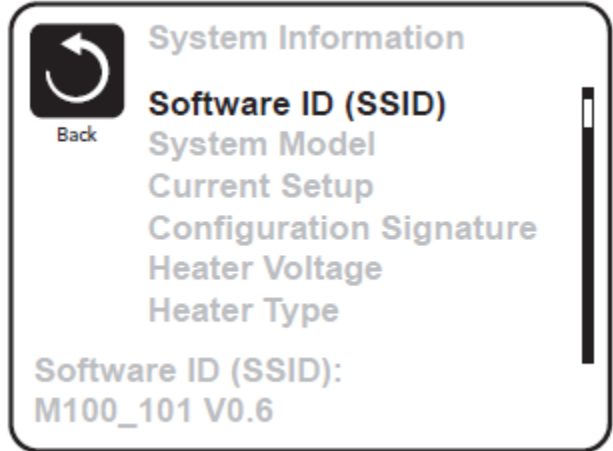 System Information
Back
Software ID (SSID)
System Model
Current Setup
Configuration Signature
Heater Voltage
Heater Type
Software ID (SSID):
M100_101 V0.6